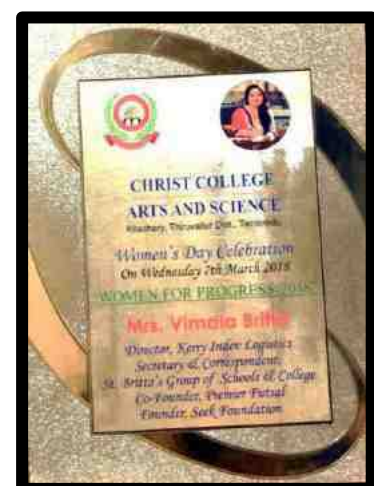 CHRIST COLLEGE
ARTS AND SCIENCE
Kilachery, Thiruvallur Dist., Tamilnadu
Women's Day Celebration
On Wednesday 7th March 2018
WOMEN FOR PROGRESS-2018
Mrs. Vimala Britto
Director, Kerry Indev Logistics
Secretary & Correspondent,
St. Britto's Group of Schools & College
Co-Founder, Premier Futsal
Founder, Seek Foundation